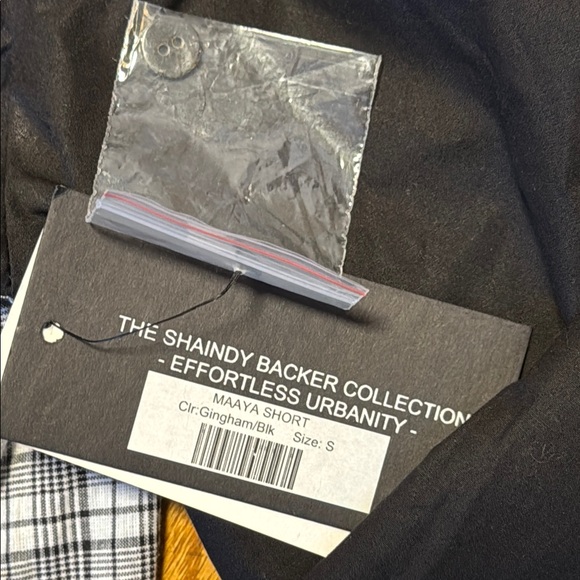 THE SHAINDY BACKER COLLECTION
- EFFORTLESS URBANITY -
MAAYA SHORT
Clr:Gingham/Blk Size: S